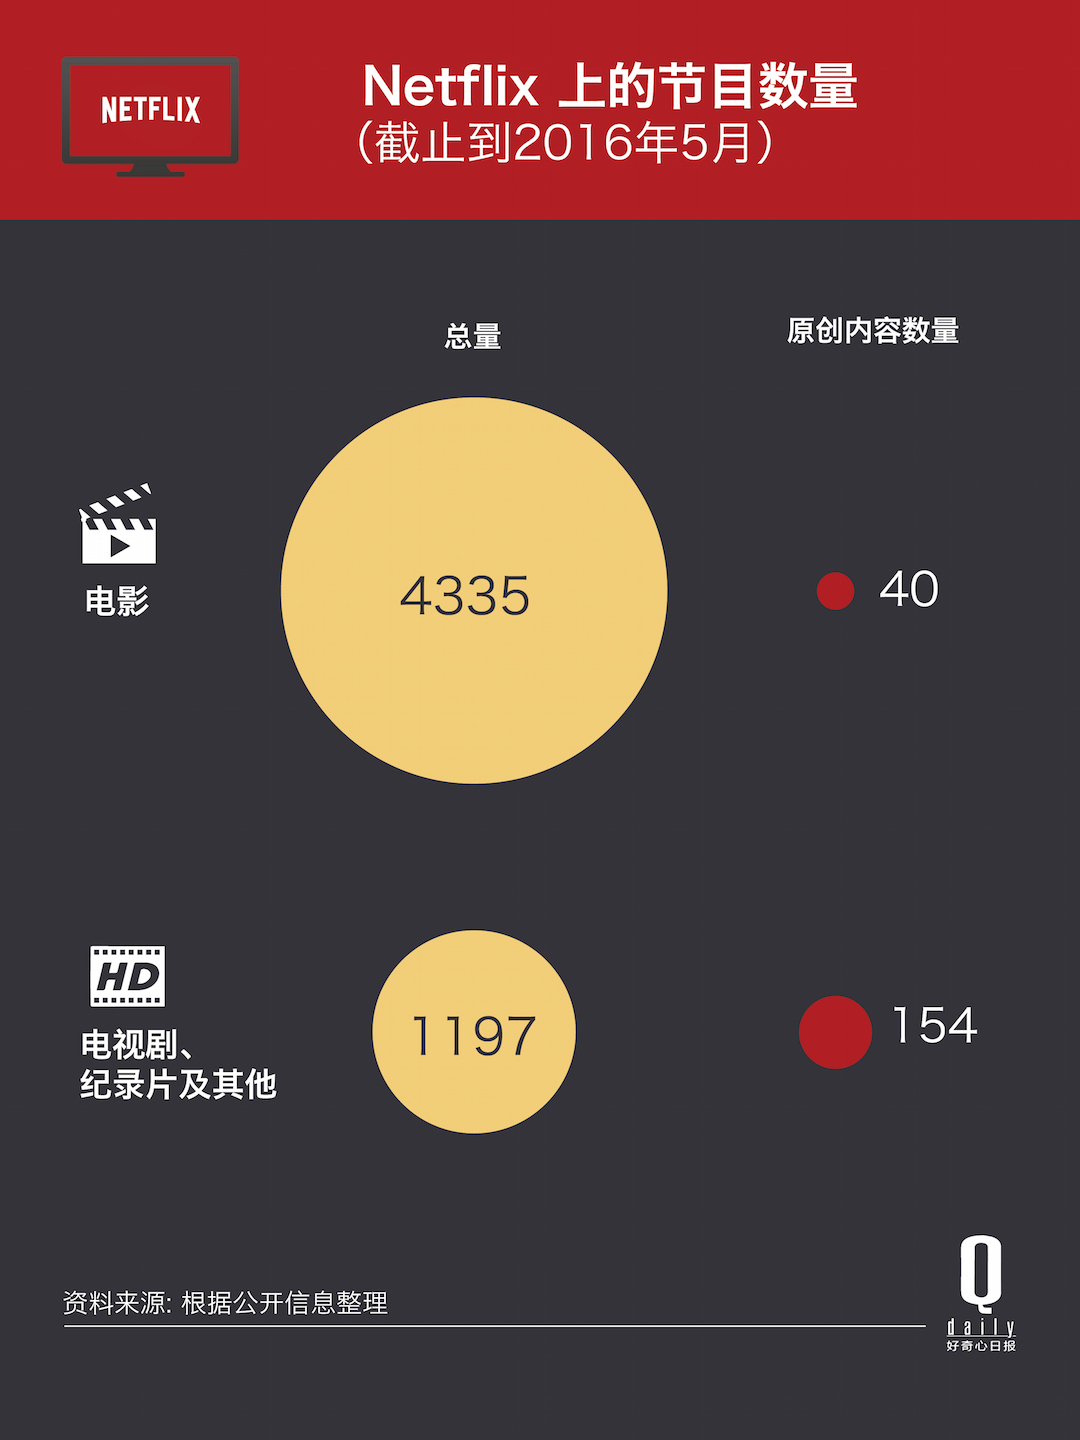 NETFLIX
Netflix 上的节目数量
（截止到2016年5月）
总量
原创内容数量
4335
40
电影
HD
电视剧、
纪录片及其他
1197
154
资料来源: 根据公开信息整理
Q
daily
好奇心日报